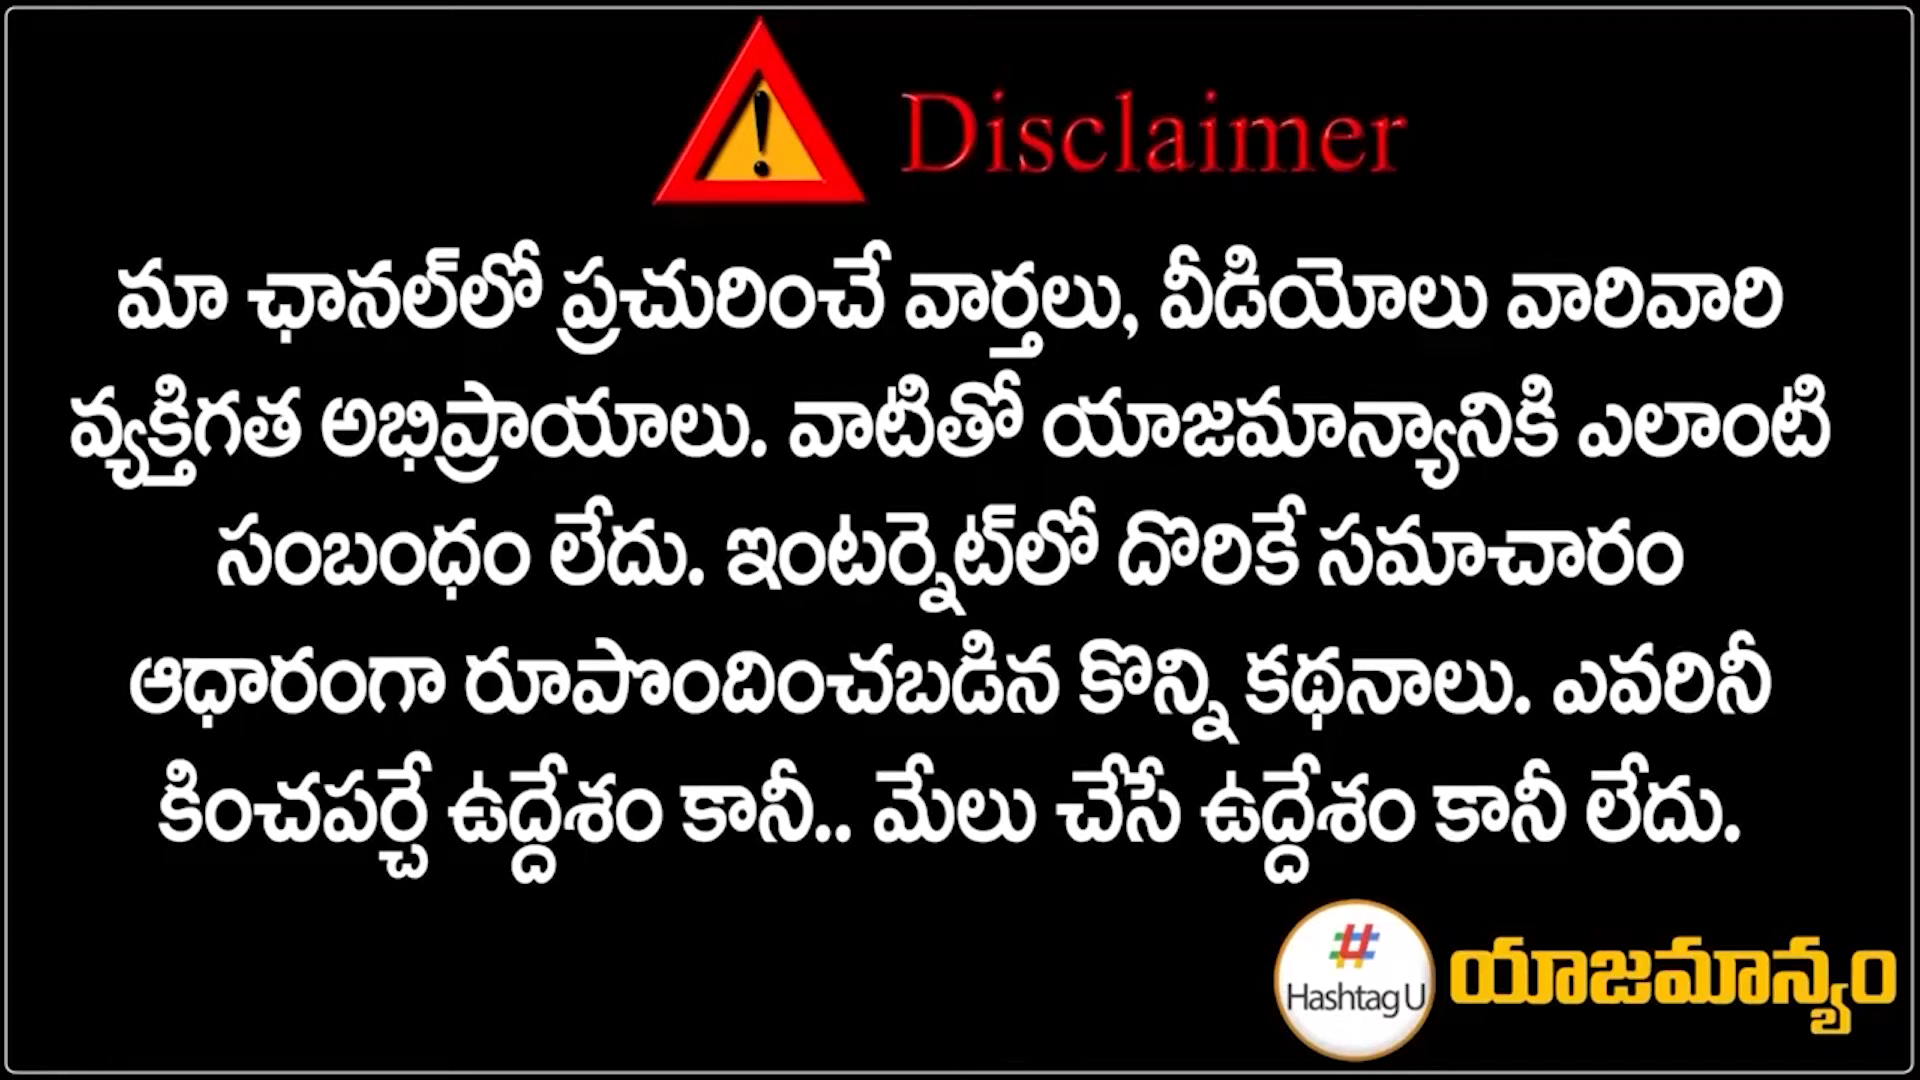 Disclaimer
మా ఛానల్‌లో ప్రచురించే వార్తలు, వీడియోలు వారివారి
వ్యక్తిగత అభిప్రాయాలు. వాటితో యాజమాన్యానికి ఎలాంటి
సంబంధం లేదు. ఇంటర్నెట్‌లో దొరికే సమాచారం
ఆధారంగా రూపొందించబడిన కొన్ని కథనాలు. ఎవరినీ
కించపర్చే ఉద్దేశం కానీ.. మేలు చేసే ఉద్దేశం కానీ లేదు.
# Hashtag U
యాజమాన్యం